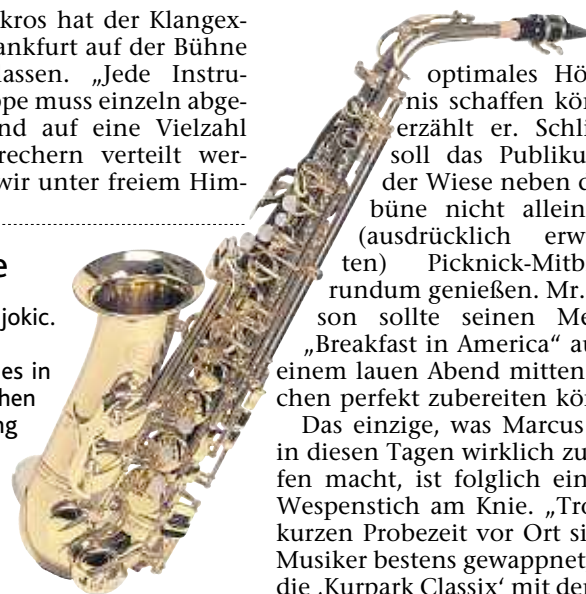 kros hat der Klangex-
ankfurt auf der Bühne
lassen. „Jede Instru-
ppe muss einzeln abge-
nd auf eine Vielzahl
rechern verteilt wer-
wir unter freiem Him-
e
jokic.
es in
hen
ng
optimales Hö
nis schaffen kön
erzählt er. Schli
soll das Publiku
der Wiese neben d
büne nicht allein
(ausdrücklich erw
ten) Picknick-Mitb
rundum genießen. Mr.
son sollte seinen Me
„Breakfast in America“ au
einem lauen Abend mitten
chen perfekt zubereiten kö
Das einzige, was Marcus
in diesen Tagen wirklich zu
fen macht, ist folglich ein
Wespenstich am Knie. „Tro
kurzen Probezeit vor Ort si
Musiker bestens gewappnet
die ‚Kurpark Classix‘ mit der